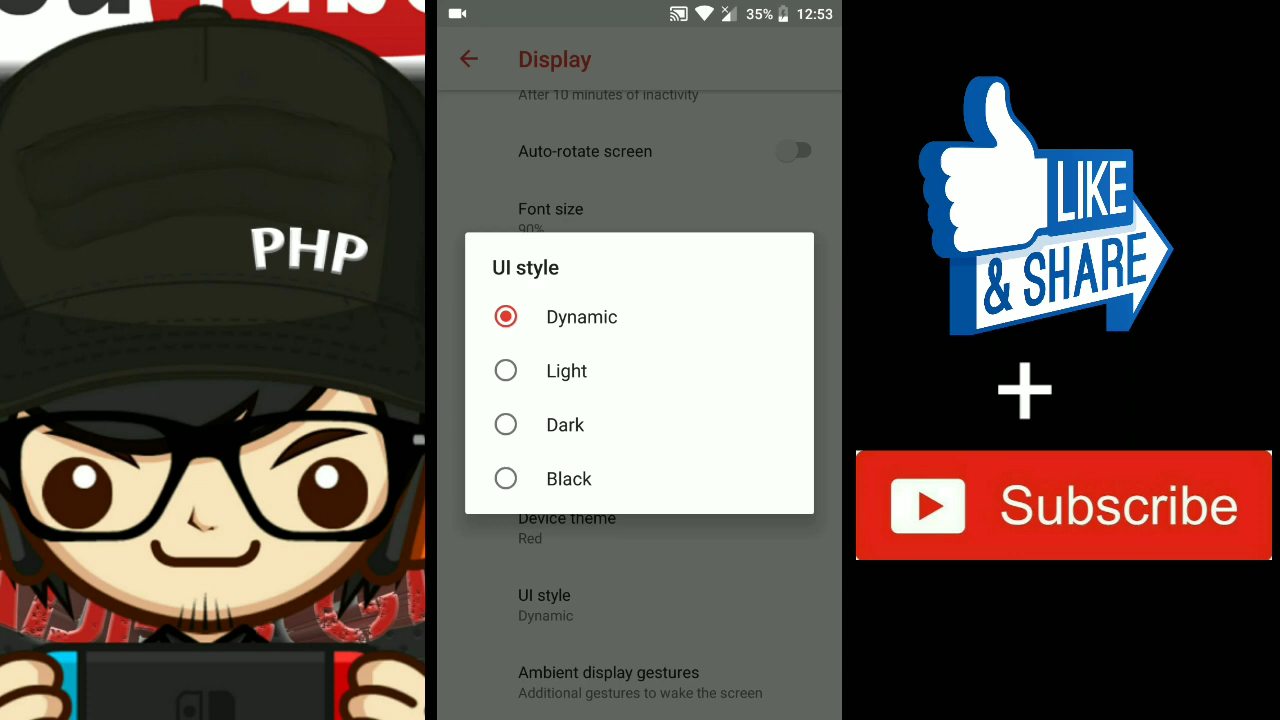 YouTube
PHP
35% 12:53
Display
After 10 minutes of inactivity
Auto-rotate screen
Font size
90%
UI style
Dynamic
Light
Dark
Black
Device theme
Red
UI style
Dynamic
Ambient display gestures
Additional gestures to wake the screen
LIKE
& SHARE
+
Subscribe